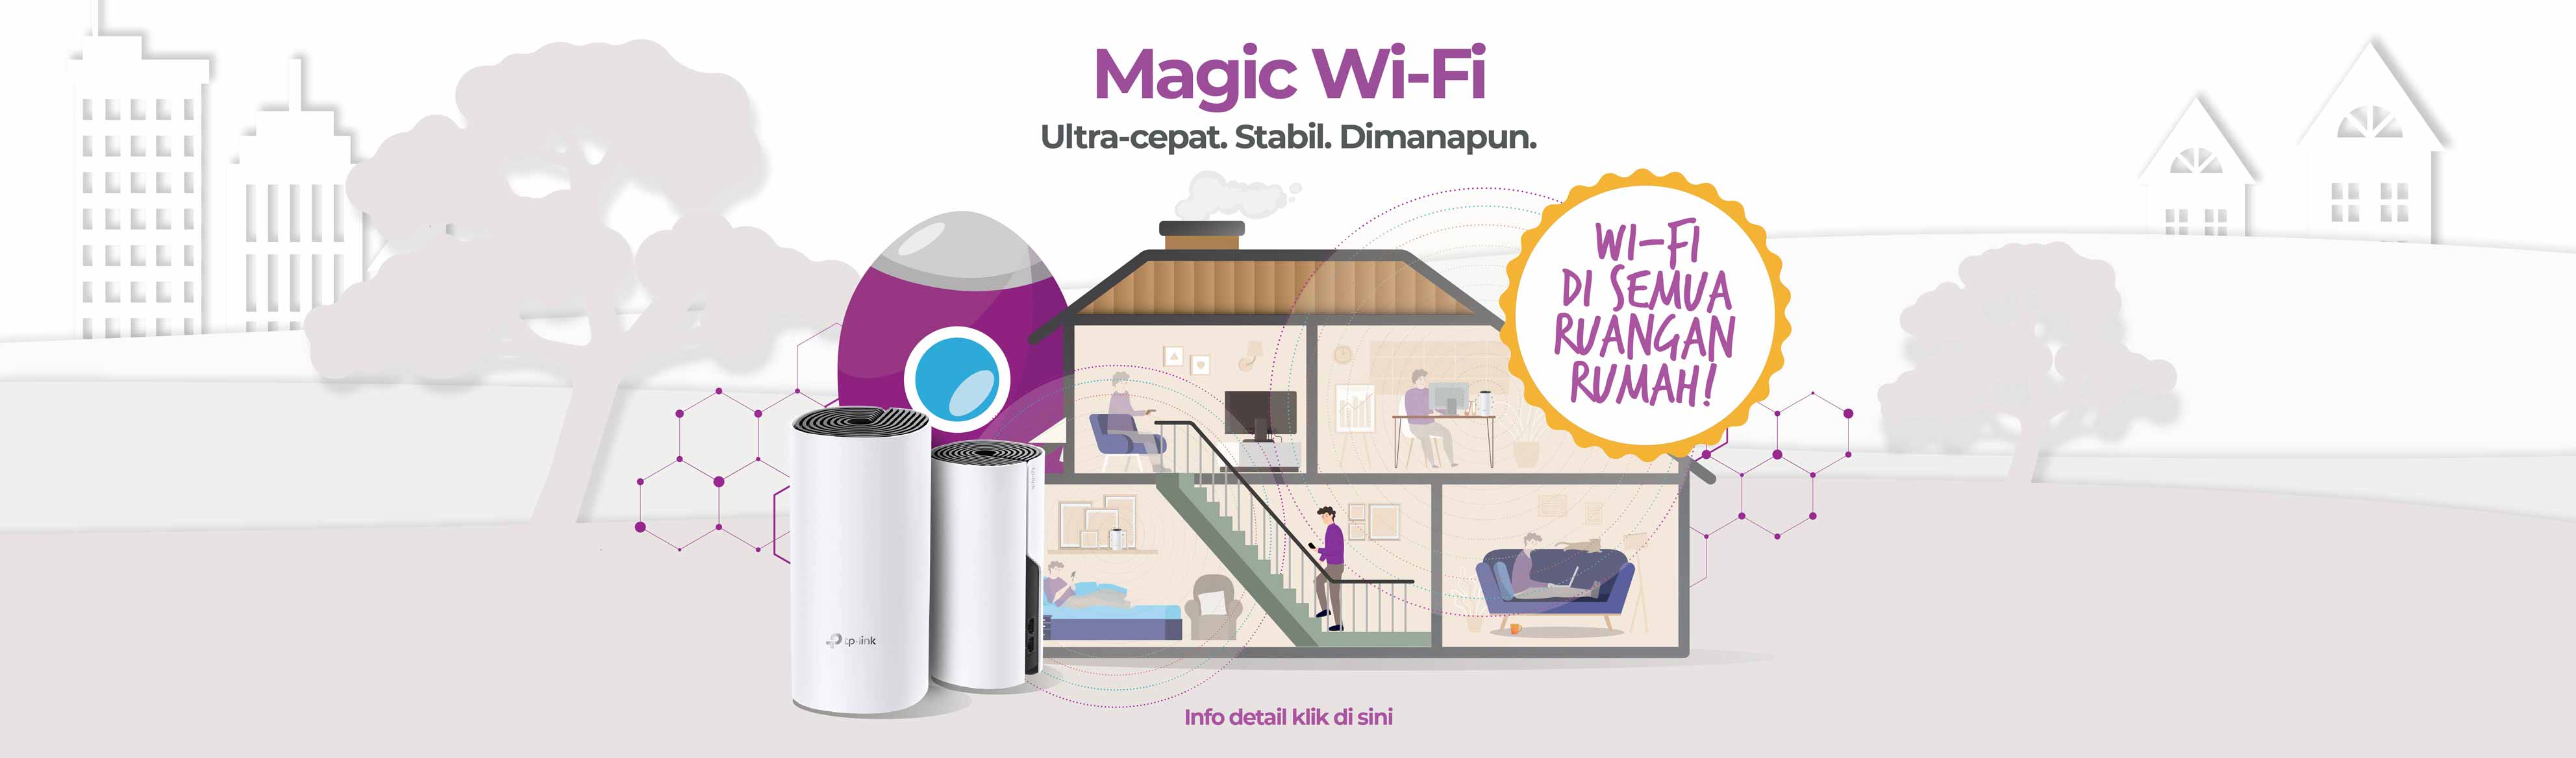 Magic Wi-Fi
Ultra-cepat. Stabil. Dimanapun.
WI-FI
DI SEMUA
RUANGAN
RUMAH!
tp-link
Info detail klik di sini